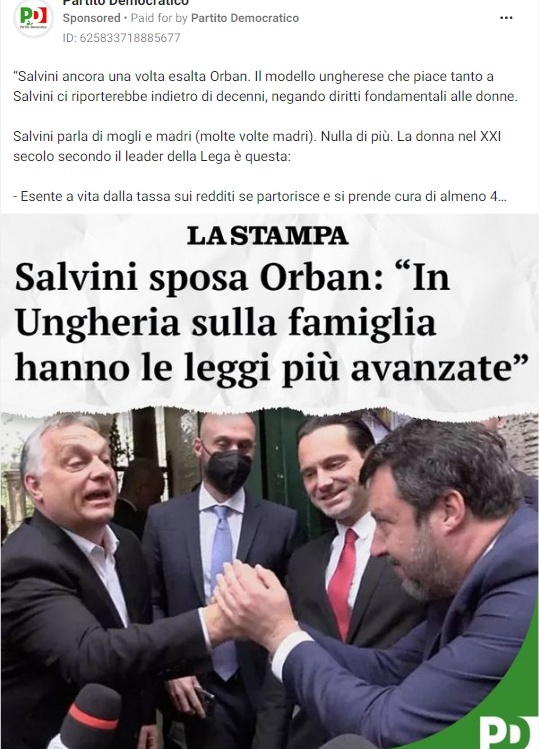 Partito Democratico
Sponsored • Paid for by Partito Democratico
ID: 625833718885677
“Salvini ancora una volta esalta Orban. Il modello ungherese che piace tanto a
Salvini ci riporterebbe indietro di decenni, negando diritti fondamentali alle donne.
Salvini parla di mogli e madri (molte volte madri). Nulla di più. La donna nel XXI
secolo secondo il leader della Lega è questa:
- Esente a vita dalla tassa sui redditi se partorisce e si prende cura di almeno 4...
LA STAMPA
Salvini sposa Orban: “In
Ungheria sulla famiglia
hanno le leggi più avanzate”
PD
PD
Partito Democratico